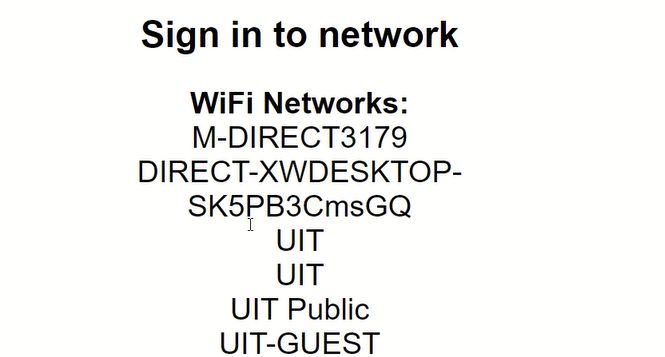 Sign in to network
WiFi Networks:
M-DIRECT3179
DIRECT-XWDESKTOP-
SK5PB3CmsGQ
UIT
UIT
UIT Public
UIT-GUEST